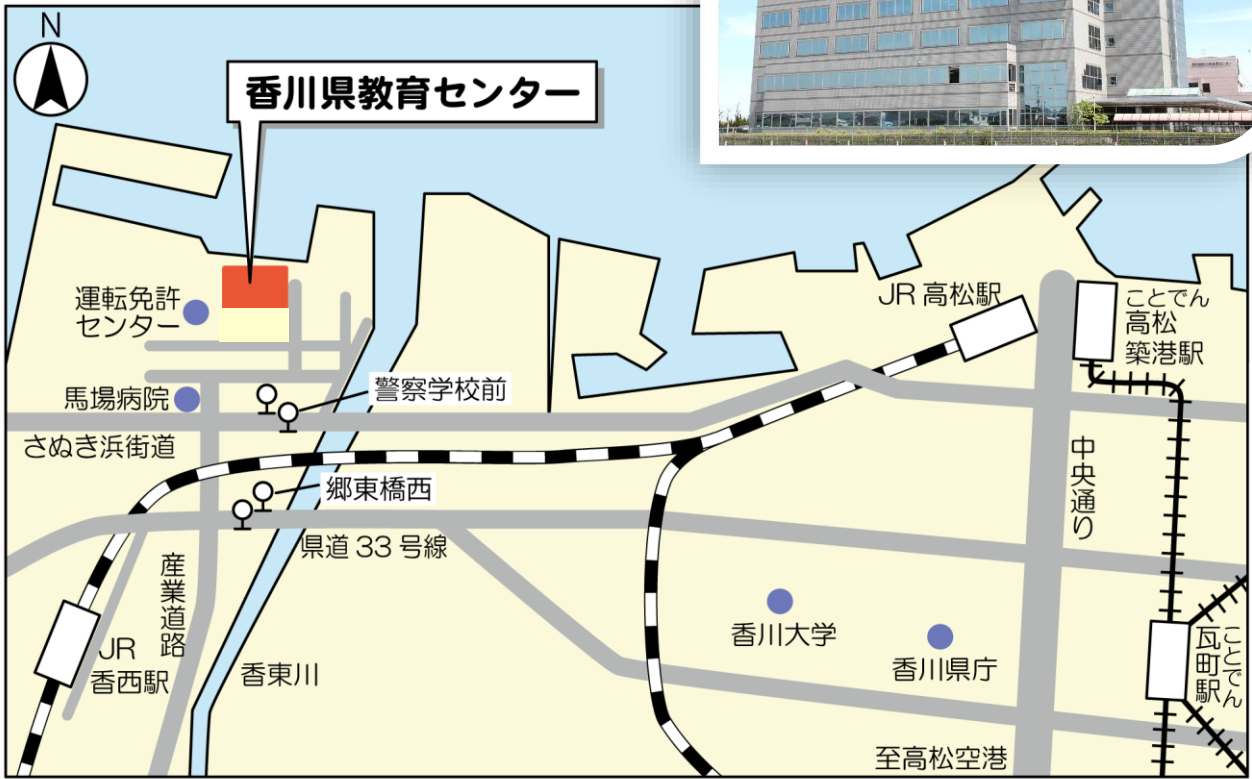 N
香川県教育センター
運転免許
センター
馬場病院
警察学校前
さぬき浜街道
郷東橋西
県道 33 号線
産業道路
JR
香西駅
香東川
JR 高松駅
ことでん
高松
築港駅
中央通り
香川大学
香川県庁
ことでん
瓦町駅
至高松空港